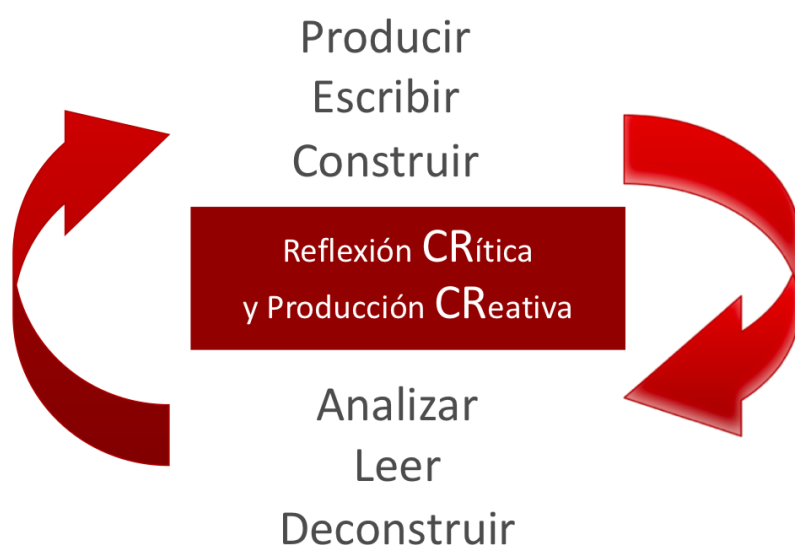 Producir
Escribir
Construir
Reflexión CRítica
y Producción CReativa
Analizar
Leer
Deconstruir